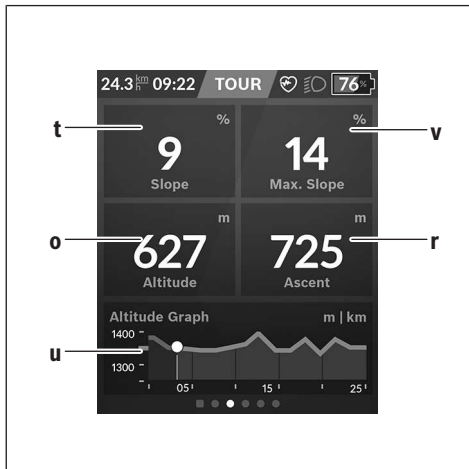 24.3 km/h 09:22 TOUR 76%
t % % v
9 14
Slope Max. Slope
o m m r
627 725
Altitude Ascent
Altitude Graph m | km
1400
u
1300
05 15 25